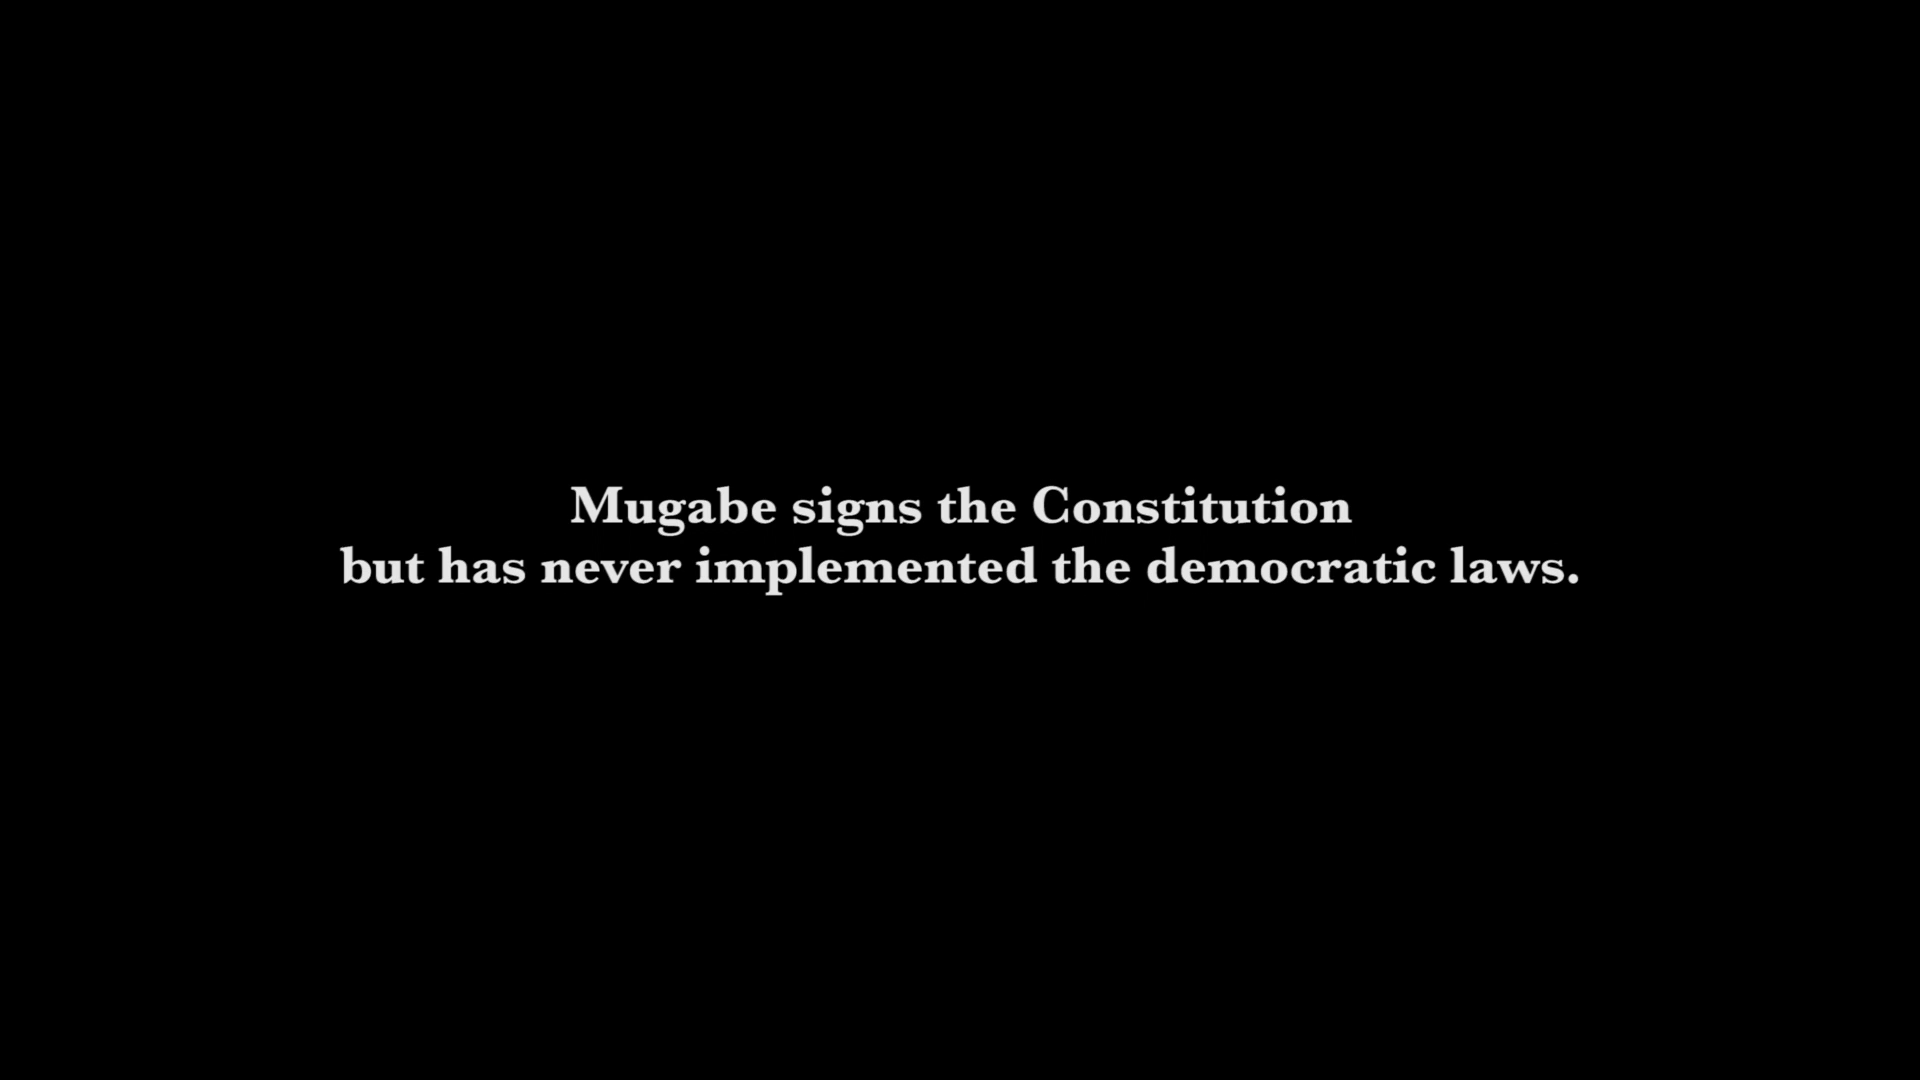 Mugabe signs the Constitution
but has never implemented the democratic laws.